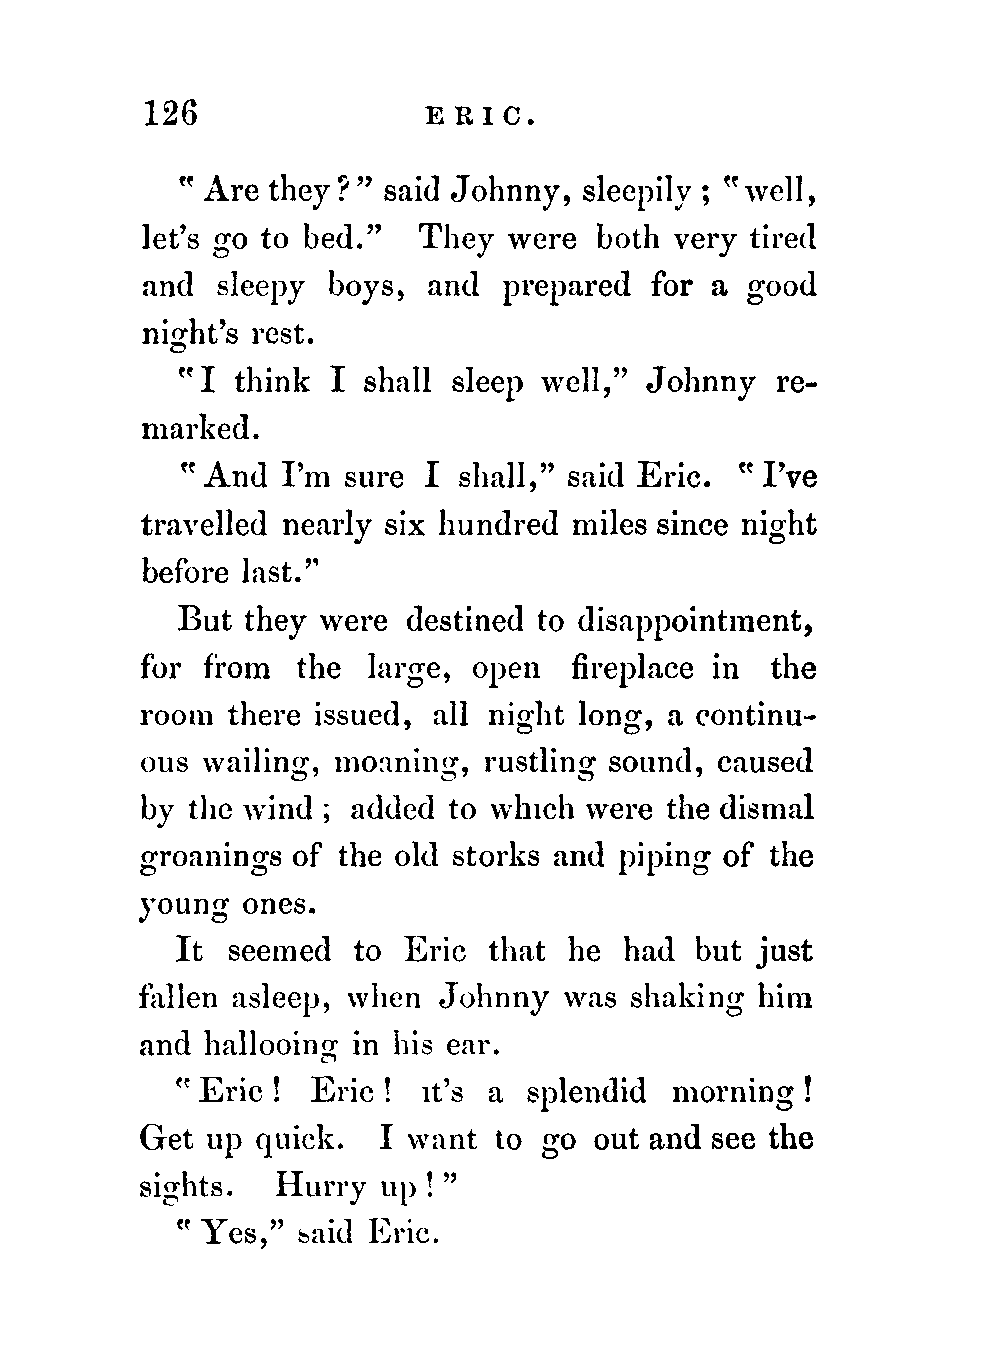 126 ERIC.
" Are they ? " said Johnny, sleepily ; " well,
let's go to bed." They were both very tired
and sleepy boys, and prepared for a good
night's rest.
" I think I shall sleep well," Johnny re-
marked.
" And I'm sure I shall," said Eric. " I've
travelled nearly six hundred miles since night
before last."
But they were destined to disappointment,
for from the large, open fireplace in the
room there issued, all night long, a continu-
ous wailing, moaning, rustling sound, caused
by the wind ; added to which were the dismal
groanings of the old storks and piping of the
young ones.
It seemed to Eric that he had but just
fallen asleep, when Johnny was shaking him
and hallooing in his ear.
" Eric ! Eric ! it's a splendid morning !
Get up quick. I want to go out and see the
sights. Hurry up ! "
" Yes," said Eric.